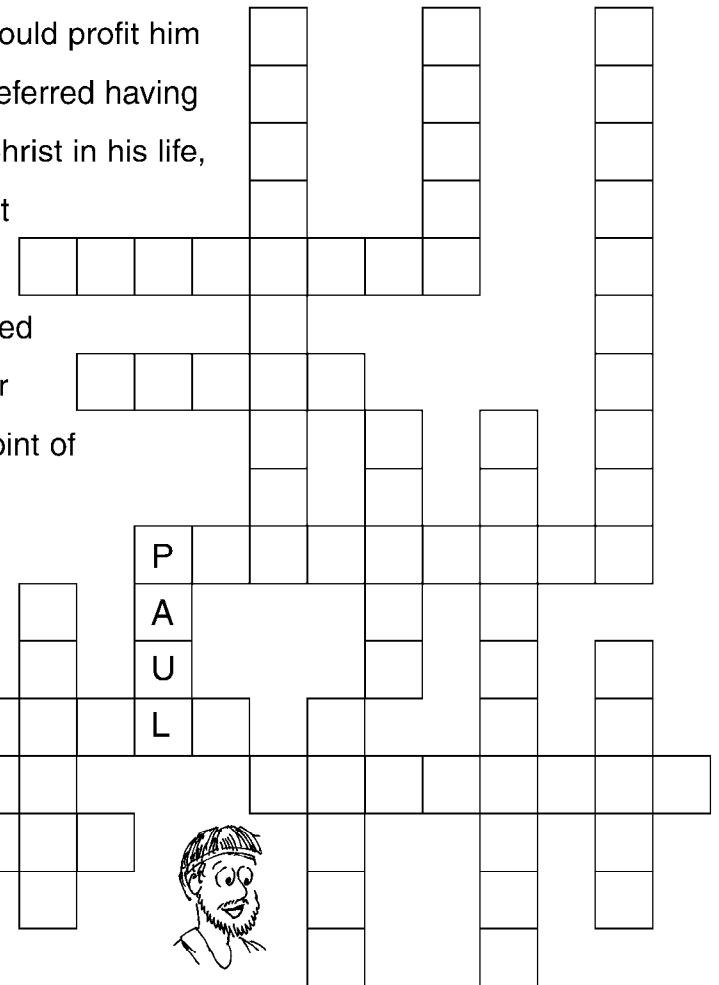 ould profit him
eferred having
hrist in his life,
t
ed
r
oint of
P
A
U
L